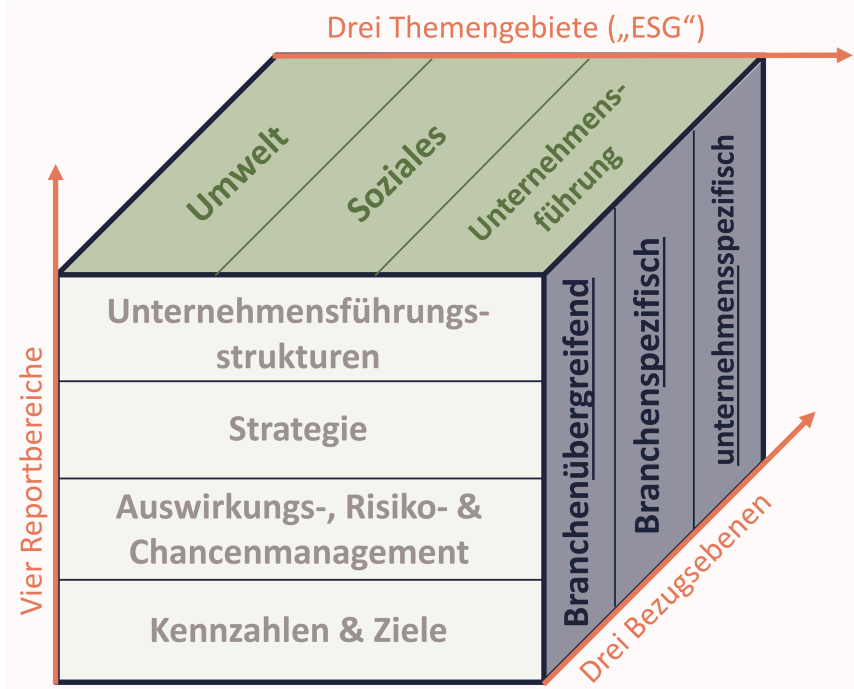 Drei Themengebiete („ESG“)
Umwelt
Soziales
Unternehmens-
führung
Vier Reportbereiche
Unternehmensführungs-
strukturen
Strategie
Auswirkungs-, Risiko- &
Chancenmanagement
Kennzahlen & Ziele
Branchenübergreifend
Branchenspezifisch
unternehmensspezifisch
Drei Bezugsebenen